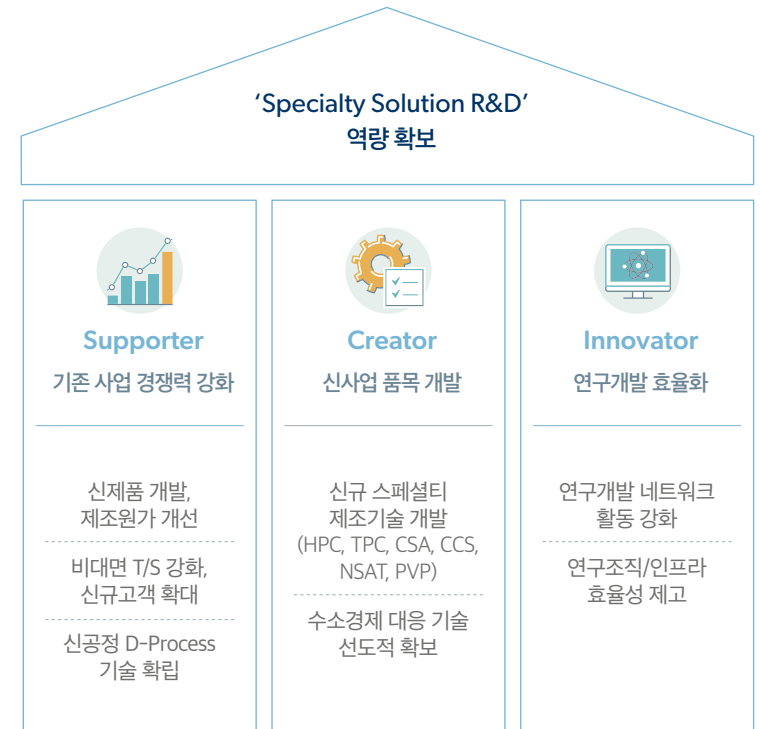 ‘Specialty Solution R&D’
역량 확보
Supporter
기존 사업 경쟁력 강화
신제품 개발,
제조원가 개선
비대면 T/S 강화,
신규고객 확대
신공정 D-Process
기술 확립
Creator
신사업 품목 개발
신규 스페셜티
제조기술 개발
(HPC, TPC, CSA, CCS,
NSAT, PVP)
수소경제 대응 기술
선도적 확보
Innovator
연구개발 효율화
연구개발 네트워크
활동 강화
연구조직/인프라
효율성 제고